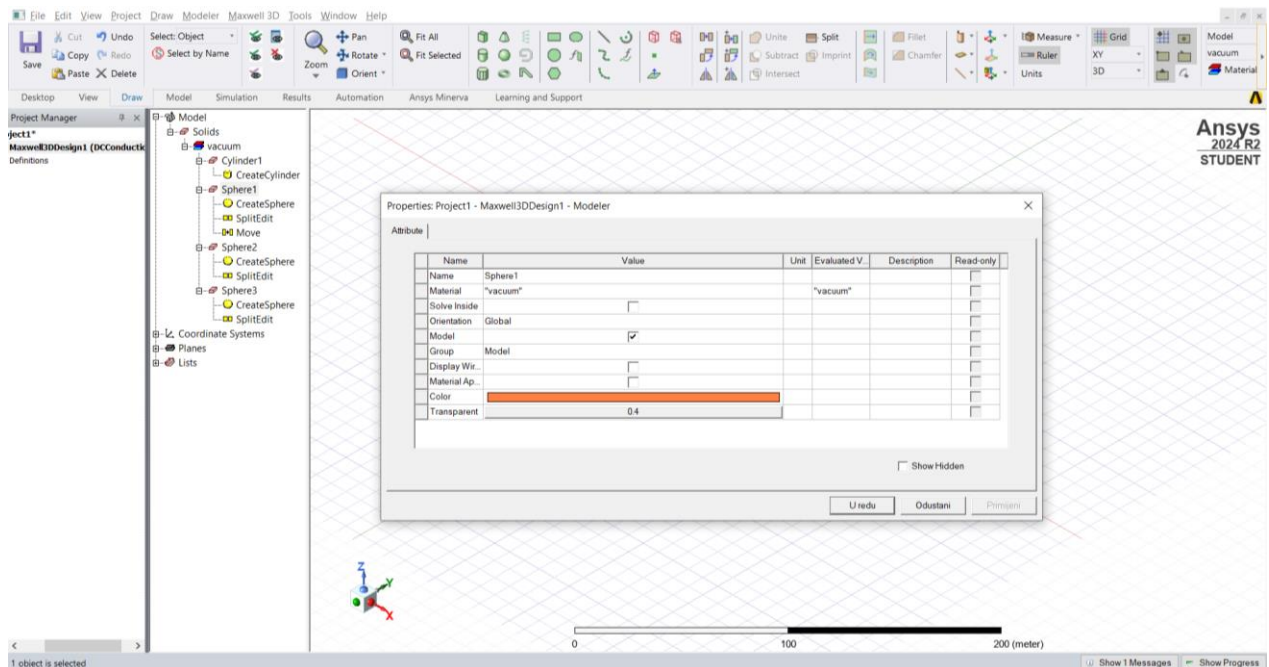 File Edit View Project Draw Modeler Maxwell 3D Tools Window Help
Save
Cut
Copy
Paste
Undo
Redo
Delete
Select: Object
Select by Name
Zoom
Pan
Rotate
Orient
Fit All
Fit Selected
Unite
Subtract
Intersect
Split
Imprint
Fillet
Chamfer
Measure
Ruler
Units
Grid
XY
3D
Model
vacuum
Material
Desktop View Draw Model Simulation Results Automation Ansys Minerva Learning and Support
Project Manager
ject1*
Maxwell3DDesign1 (DCConductic
Definitions
Model
Solids
vacuum
Cylinder1
CreateCylinder
Sphere1
CreateSphere
SplitEdit
Move
Sphere2
CreateSphere
SplitEdit
Sphere3
CreateSphere
SplitEdit
Coordinate Systems
Planes
Lists
Ansys
2024 R2
STUDENT
Properties: Project1 - Maxwell3DDesign1 - Modeler
Attribute
Name Value Unit Evaluated V... Description Read-only
Name Sphere1
Material "vacuum" "vacuum"
Solve Inside
Orientation Global
Model
Group Model
Display Wir...
Material Ap...
Color
Transparent 0.4
Show Hidden
U redu Odustani Primijeni
Z
Y
X
0 100 200 (meter)
1 object is selected
Show 1 Messages Show Progress